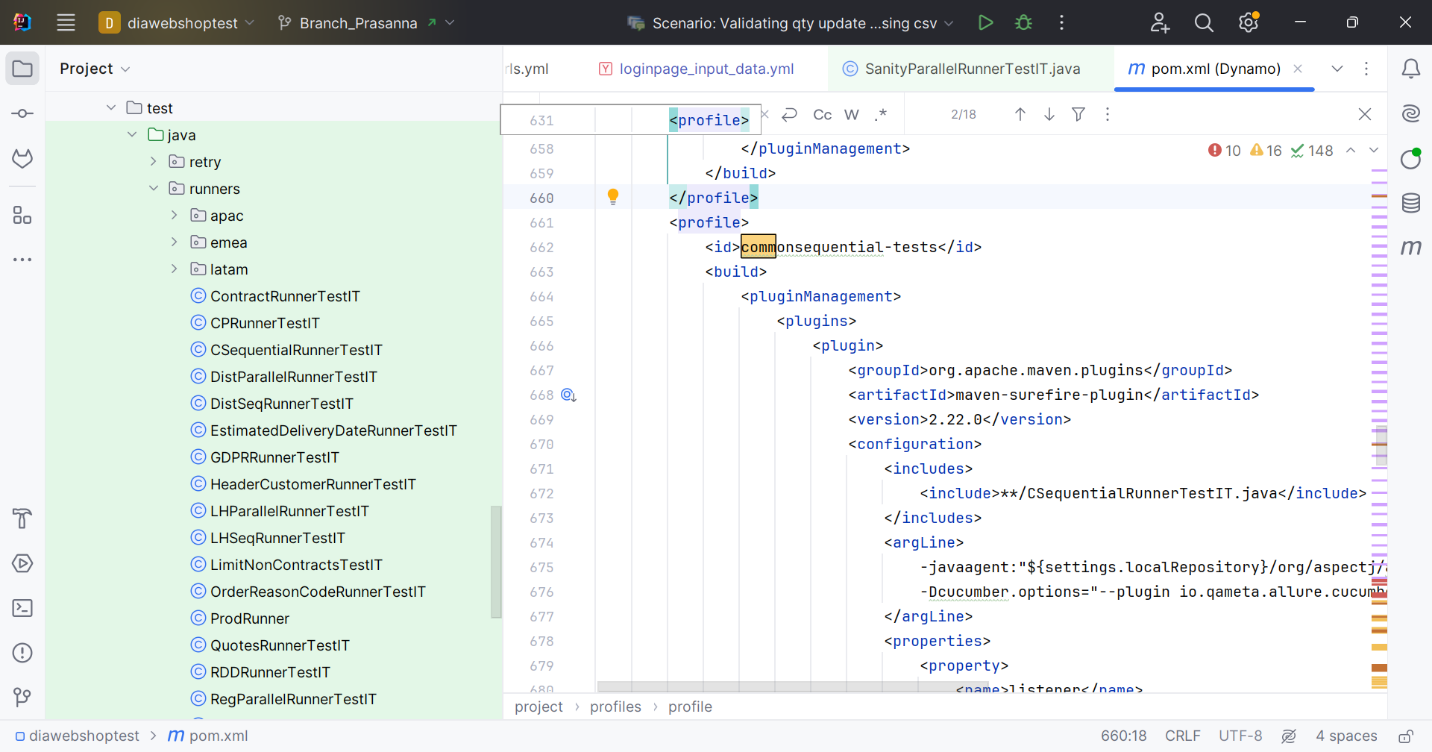 D diawebshoptest
Branch_Prasanna
Scenario: Validating qty update ...sing csv
Project
ls.yml
loginpage_input_data.yml
SanityParallelRunnerTestIT.java
m pom.xml (Dynamo)
test
java
retry
runners
apac
emea
latam
ContractRunnerTestIT
CPRunnerTestIT
CSequentialRunnerTestIT
DistParallelRunnerTestIT
DistSeqRunnerTestIT
EstimatedDeliveryDateRunnerTestIT
GDPRRunnerTestIT
HeaderCustomerRunnerTestIT
LHParallelRunnerTestIT
LHSeqRunnerTestIT
LimitNonContractsTestIT
OrderReasonCodeRunnerTestIT
ProdRunner
QuotesRunnerTestIT
RDDRunnerTestIT
RegParallelRunnerTestIT
Cc W .* 2/18
10 16 148
631 <profile>
658 </pluginManagement>
659 </build>
660 </profile>
661 <profile>
662 <id>commonsequential-tests</id>
663 <build>
664 <pluginManagement>
665 <plugins>
666 <plugin>
667 <groupId>org.apache.maven.plugins</groupId>
668 <artifactId>maven-surefire-plugin</artifactId>
669 <version>2.22.0</version>
670 <configuration>
671 <includes>
672 <include>**/CSequentialRunnerTestIT.java</include>
673 </includes>
674 <argLine>
675 -javaagent:"${settings.localRepository}/org/aspectj/
676 -Dcucumber.options="--plugin io.qameta.allure.cucumb
677 </argLine>
678 <properties>
679 <property>
680 <name>listener</name>
project > profiles > profile
diawebshoptest > m pom.xml
660:18 CRLF UTF-8 4 spaces